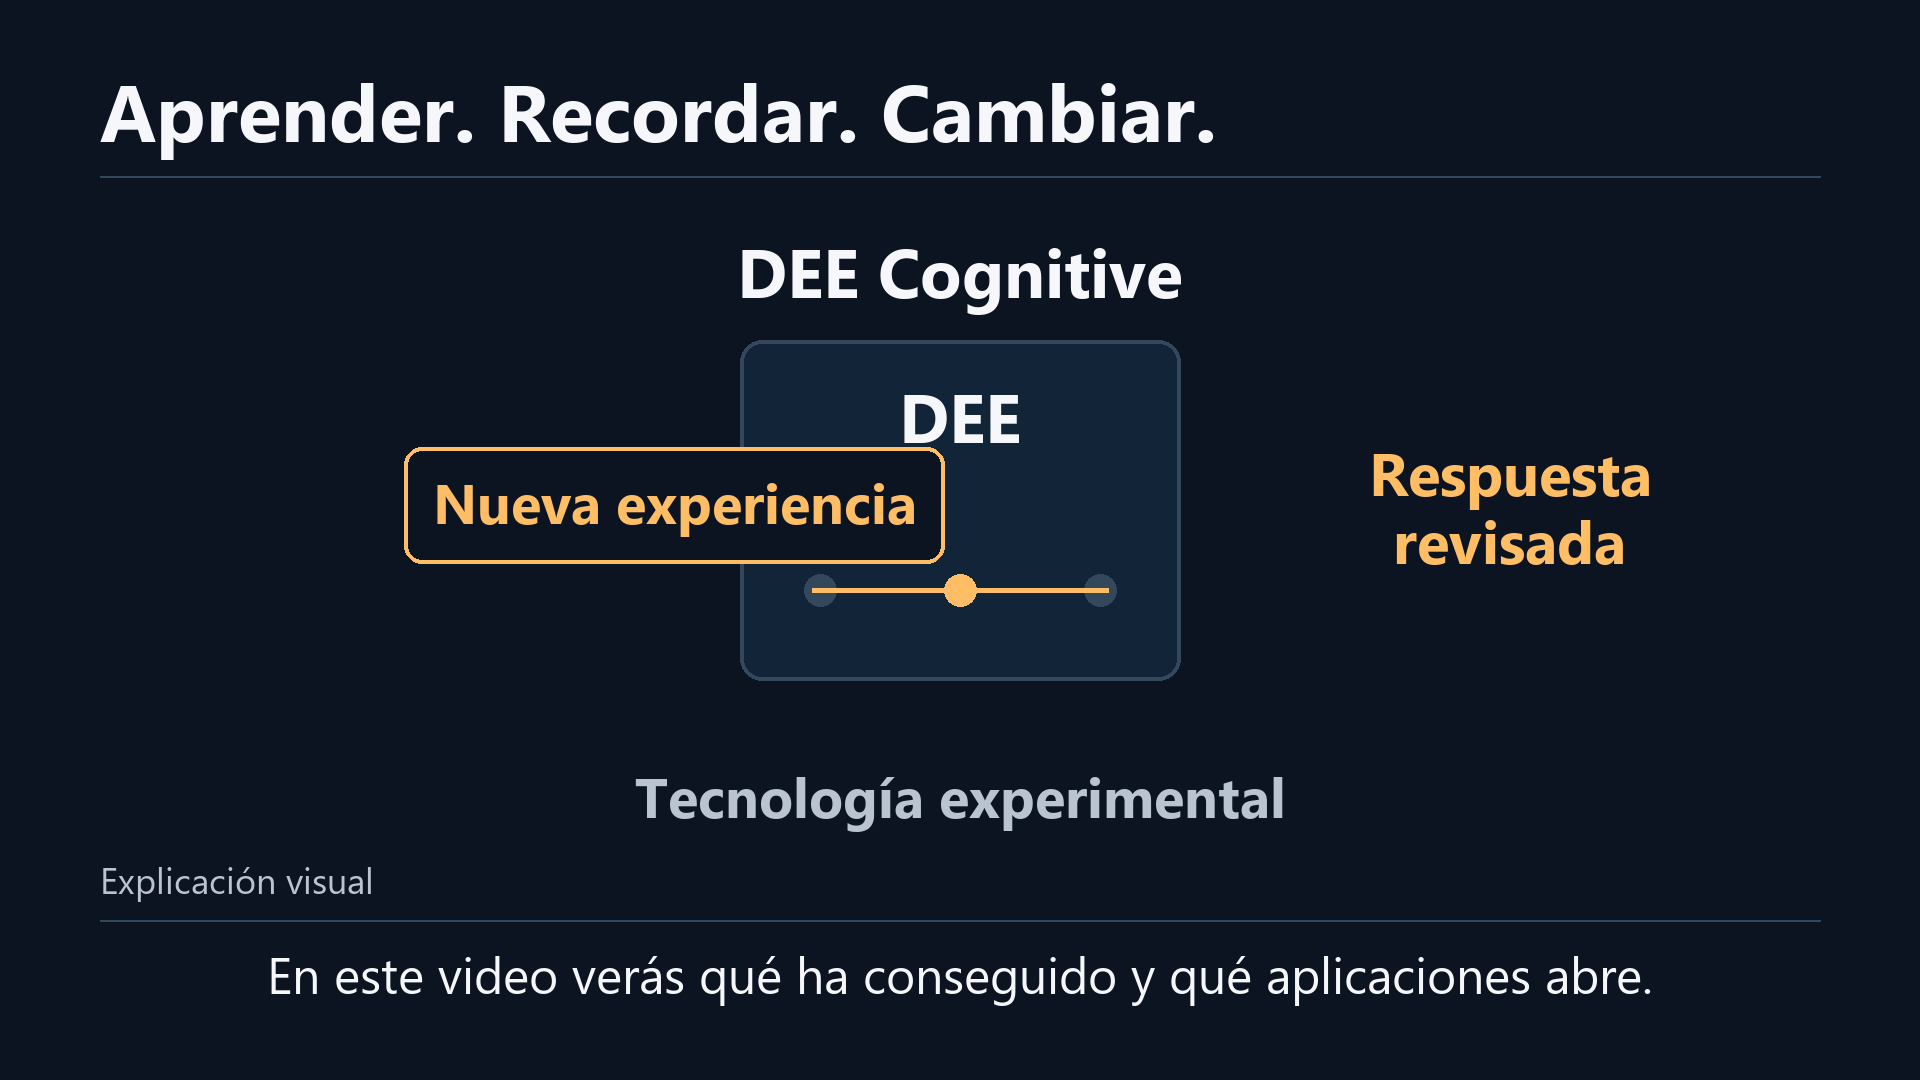 Aprender. Recordar. Cambiar.
DEE Cognitive
DEE
Nueva experiencia
Respuesta
revisada
Tecnología experimental
Explicación visual
En este video verás qué ha conseguido y qué aplicaciones abre.